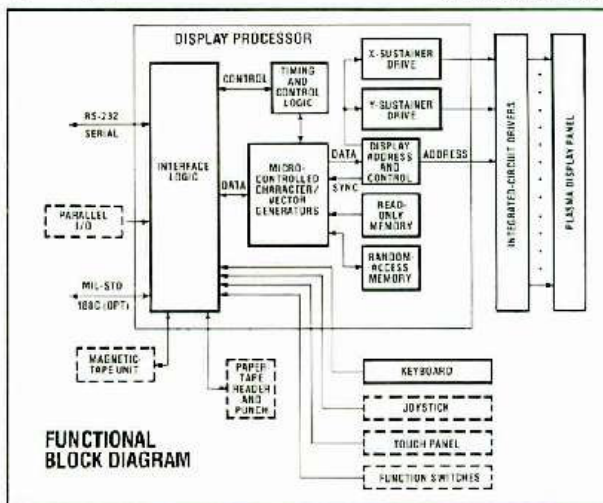 DISPLAY PROCESSOR
X-SUSTAINER
DRIVE
CONTROL
TIMING
AND
CONTROL
LOGIC
Y-SUSTAINER
DRIVE
RS-232
SERIAL
INTERFACE
LOGIC
DATA
MICRO-
CONTROLLED
CHARACTER/
VECTOR
GENERATORS
DATA
SYNC
DISPLAY
ADDRESS
AND
CONTROL
ADDRESS
INTEGRATED-CIRCUIT DRIVERS
PLASMA DISPLAY PANEL
PARALLEL
I/O
READ-
ONLY
MEMORY
RANDOM-
ACCESS
MEMORY
MIL-STD
188C (OPT)
MAGNETIC-
TAPE UNIT
PAPER
TAPE
READER
AND
PUNCH
KEYBOARD
JOYSTICK
TOUCH PANEL
FUNCTION SWITCHES
FUNCTIONAL
BLOCK DIAGRAM